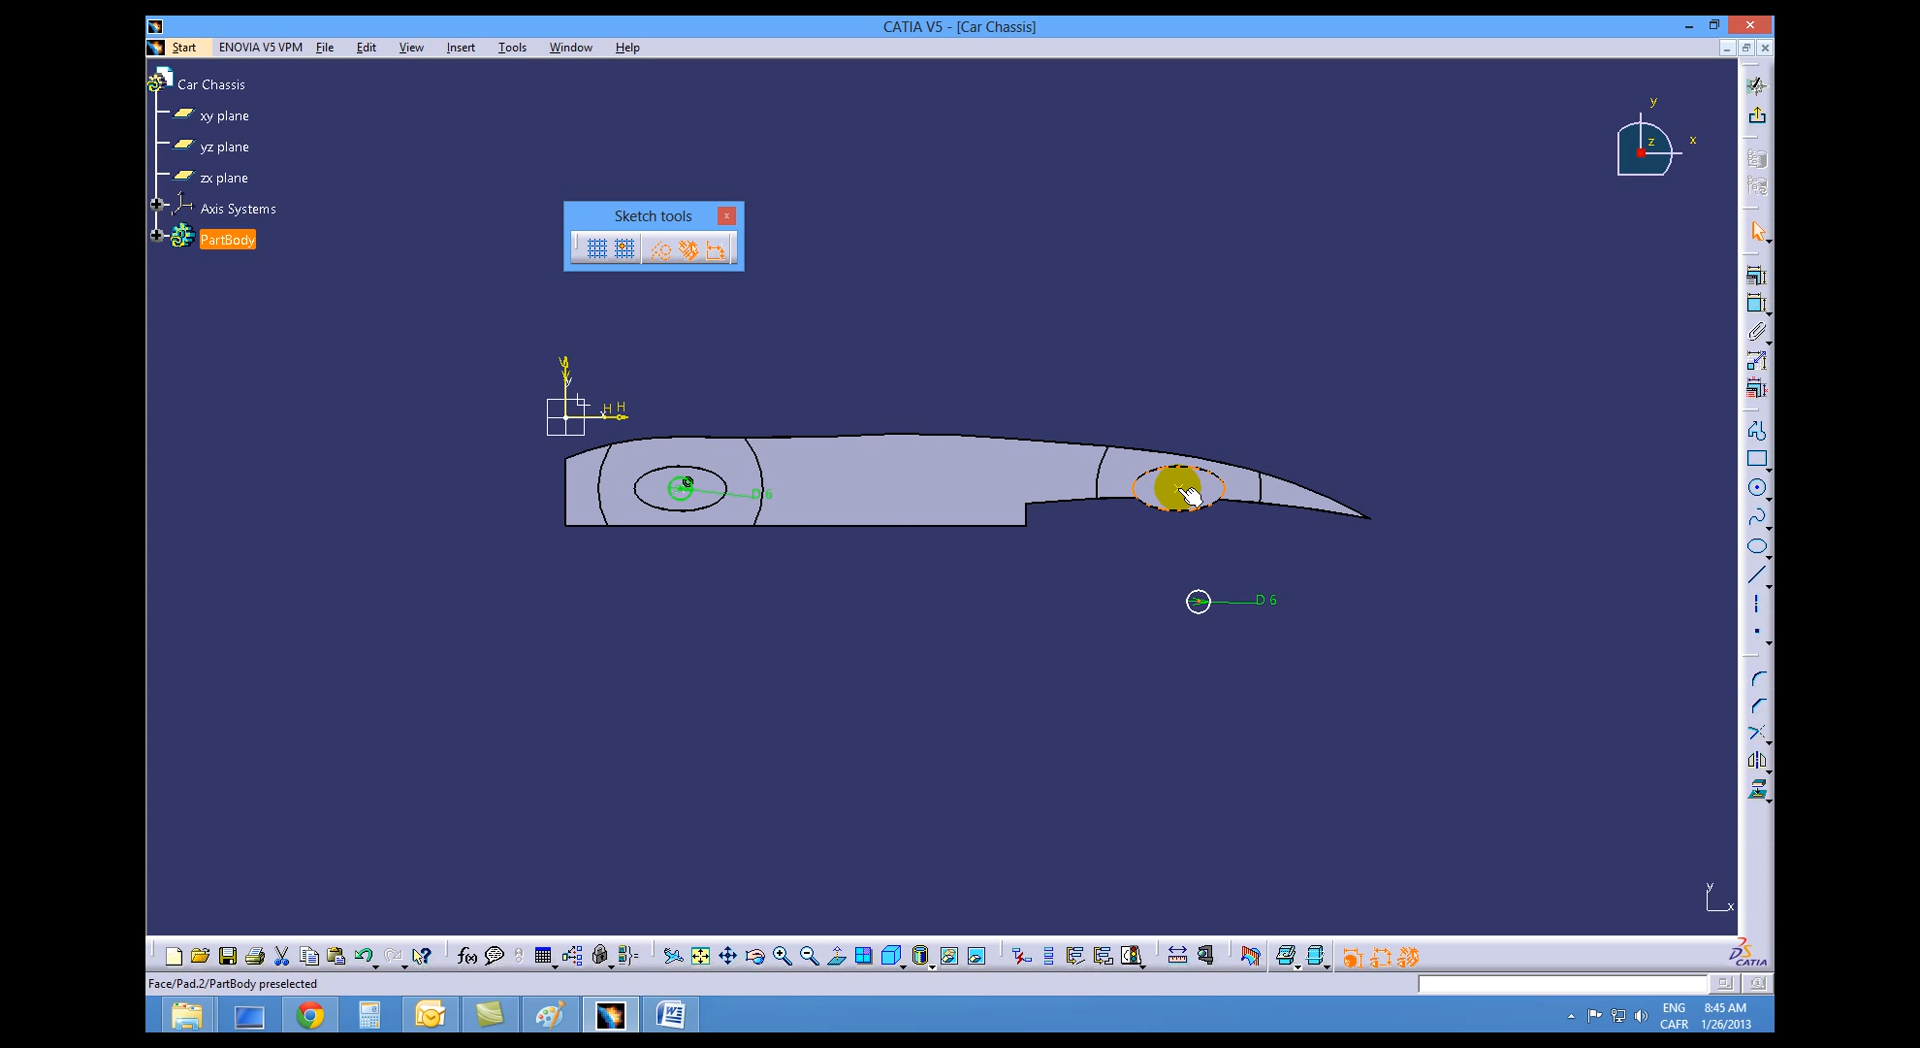 CATIA V5 - [Car Chassis]
Start ENOVIA V5 VPM File Edit View Insert Tools Window Help
Car Chassis
xy plane
yz plane
zx plane
Axis Systems
PartBody
Sketch tools
y
x
z
V
y
H H
x
D 6
D 6
y
x
f(x)
CATIA
Face/Pad.2/PartBody preselected
ENG 8:45 AM
CAFR 1/26/2013